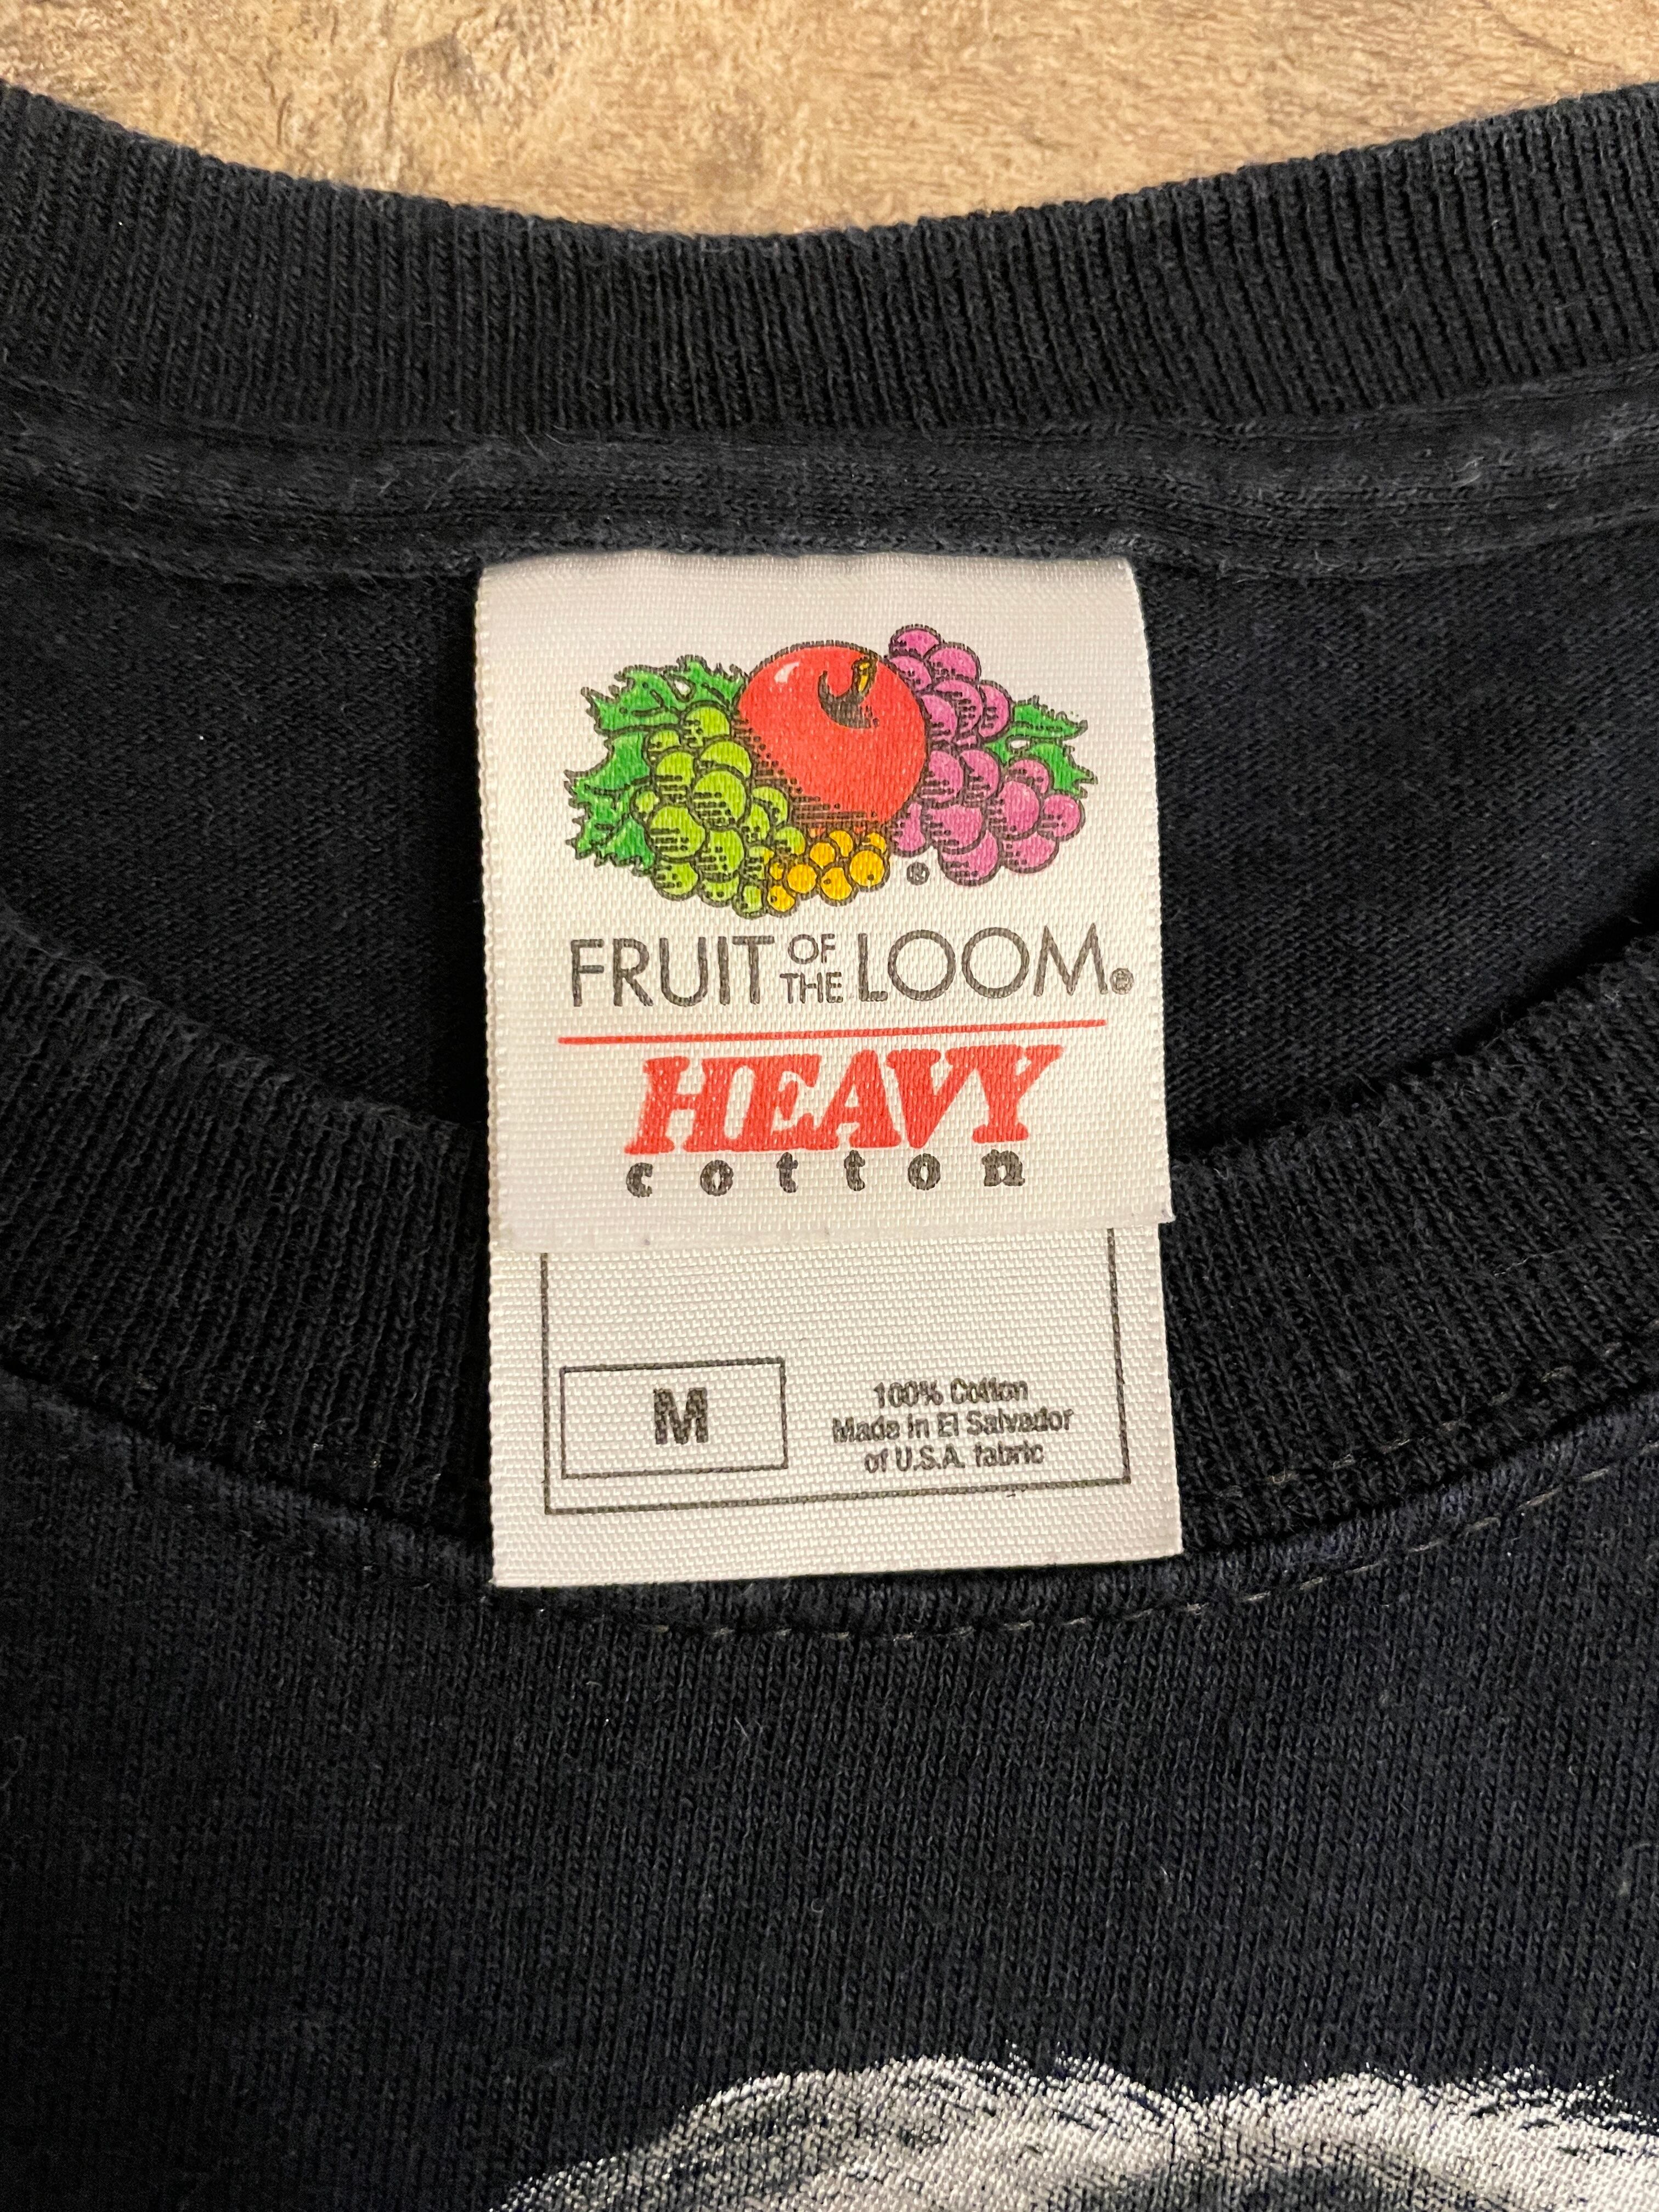 ®
FRUIT OF THE LOOM®
HEAVY
cotton
M
100% Cotton
Made in El Salvador
of U.S.A. fabric